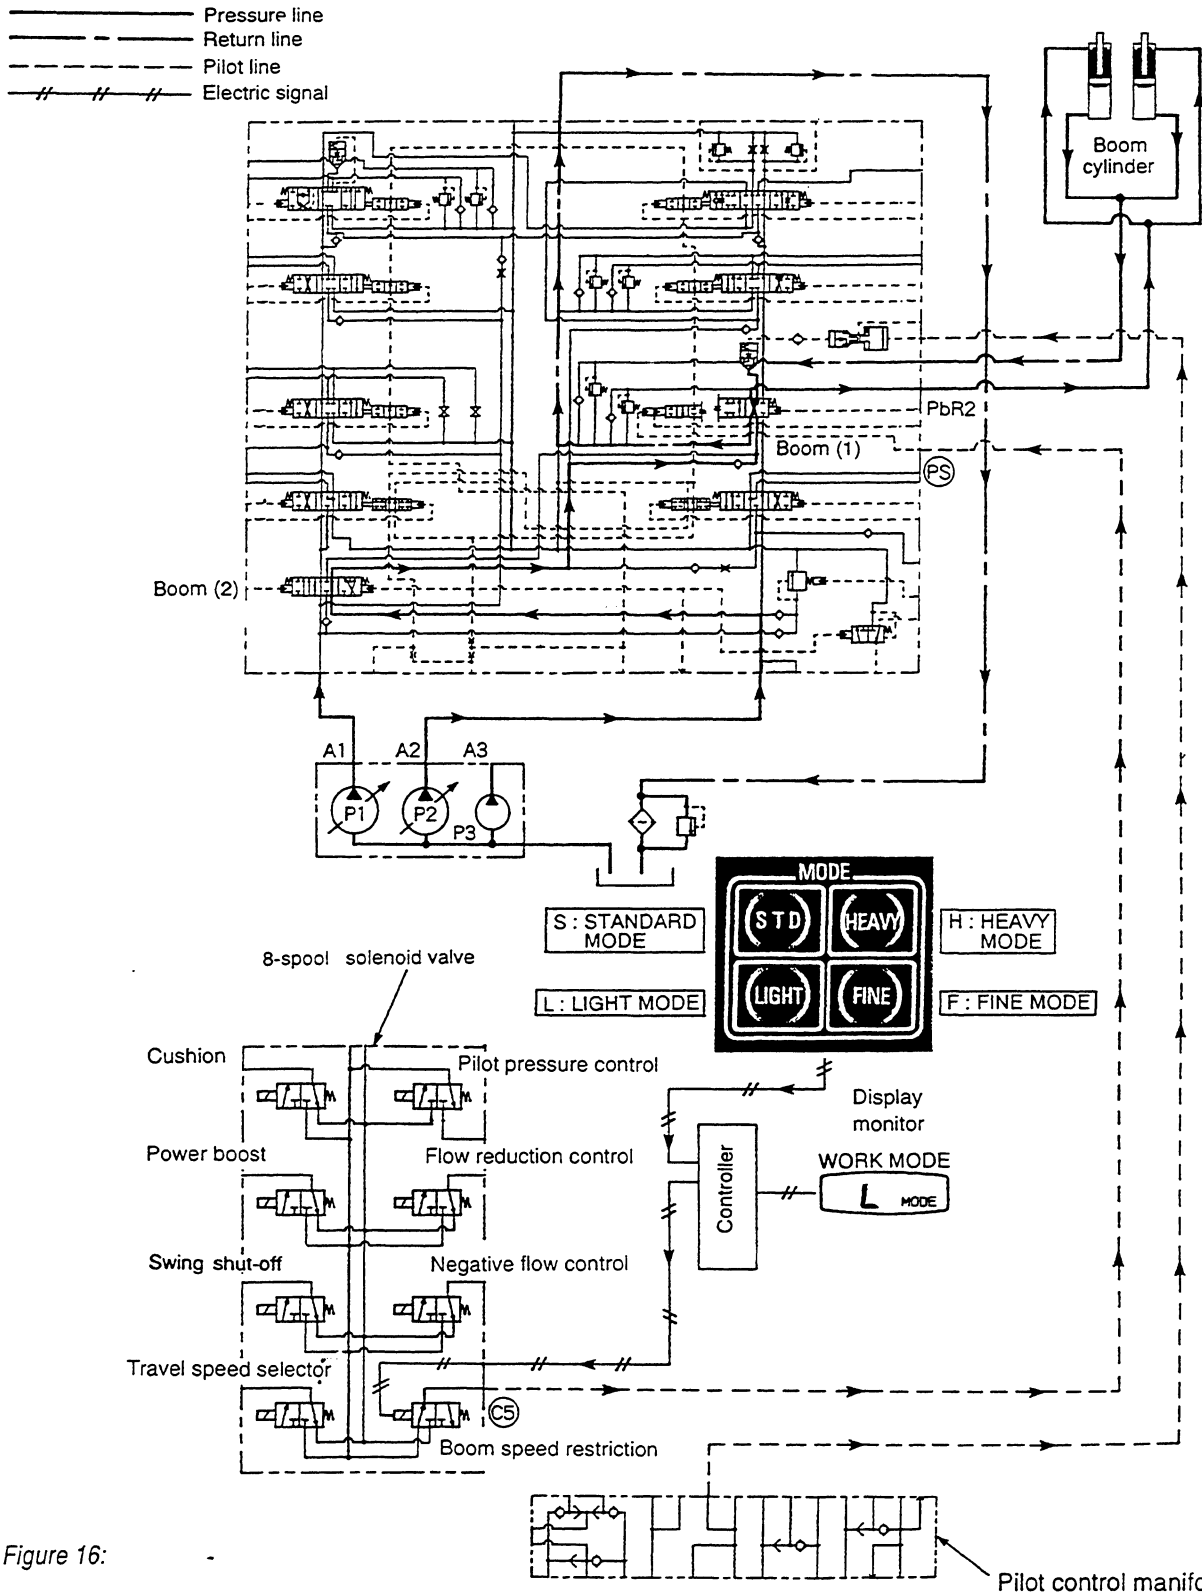 Pressure line
Return line
Pilot line
Electric signal
Boom
cylinder
PbR2
Boom (1)
PS
Boom (2)
A1
A2
A3
P1
P2
P3
MODE
STD
HEAVY
LIGHT
FINE
S : STANDARD
MODE
H : HEAVY
MODE
L : LIGHT MODE
F : FINE MODE
8-spool solenoid valve
Cushion
Pilot pressure control
Power boost
Flow reduction control
Swing shut-off
Negative flow control
Travel speed selector
C5
Boom speed restriction
Display
monitor
Controller
WORK MODE
L MODE
Figure 16:
Pilot control manifo